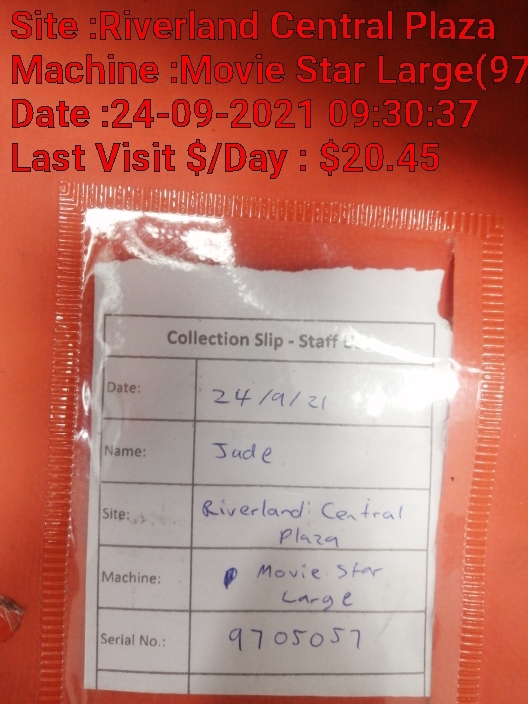 Site :Riverland Central Plaza
Machine :Movie Star Large(97
Date :24-09-2021 09:30:37
Last Visit $/Day : $20.45
Collection Slip - Staff
Date: 24/9/21
Name: Jude
Site: Riverland Central
Plaza
Machine: Movie Star
Large
Serial No.: 9705057